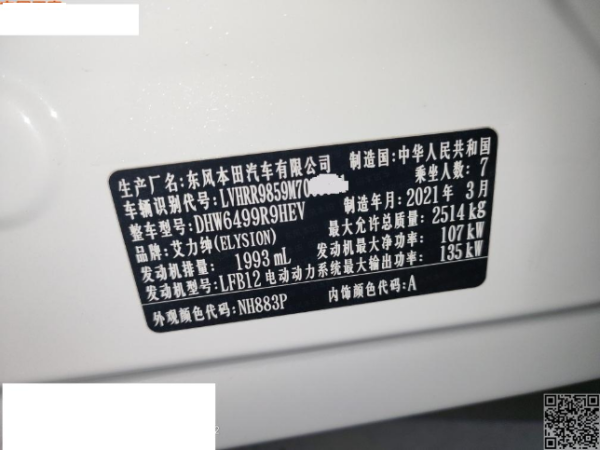 生产厂名:东风本田汽车有限公司 制造国:中华人民共和国
车辆识别代号:LVHRR9859M70 乘坐人数:7
整车型号:DHW6499R9HEV 制造年月:2021年3月
品牌:艾力绅(ELYSION) 最大允许总质量:2514kg
发动机排量: 1993 mL 发动机最大净功率:107kW
发动机型号:LFB12 电动动力系统最大输出功率:135kW
外观颜色代码:NH883P 内饰颜色代码:A